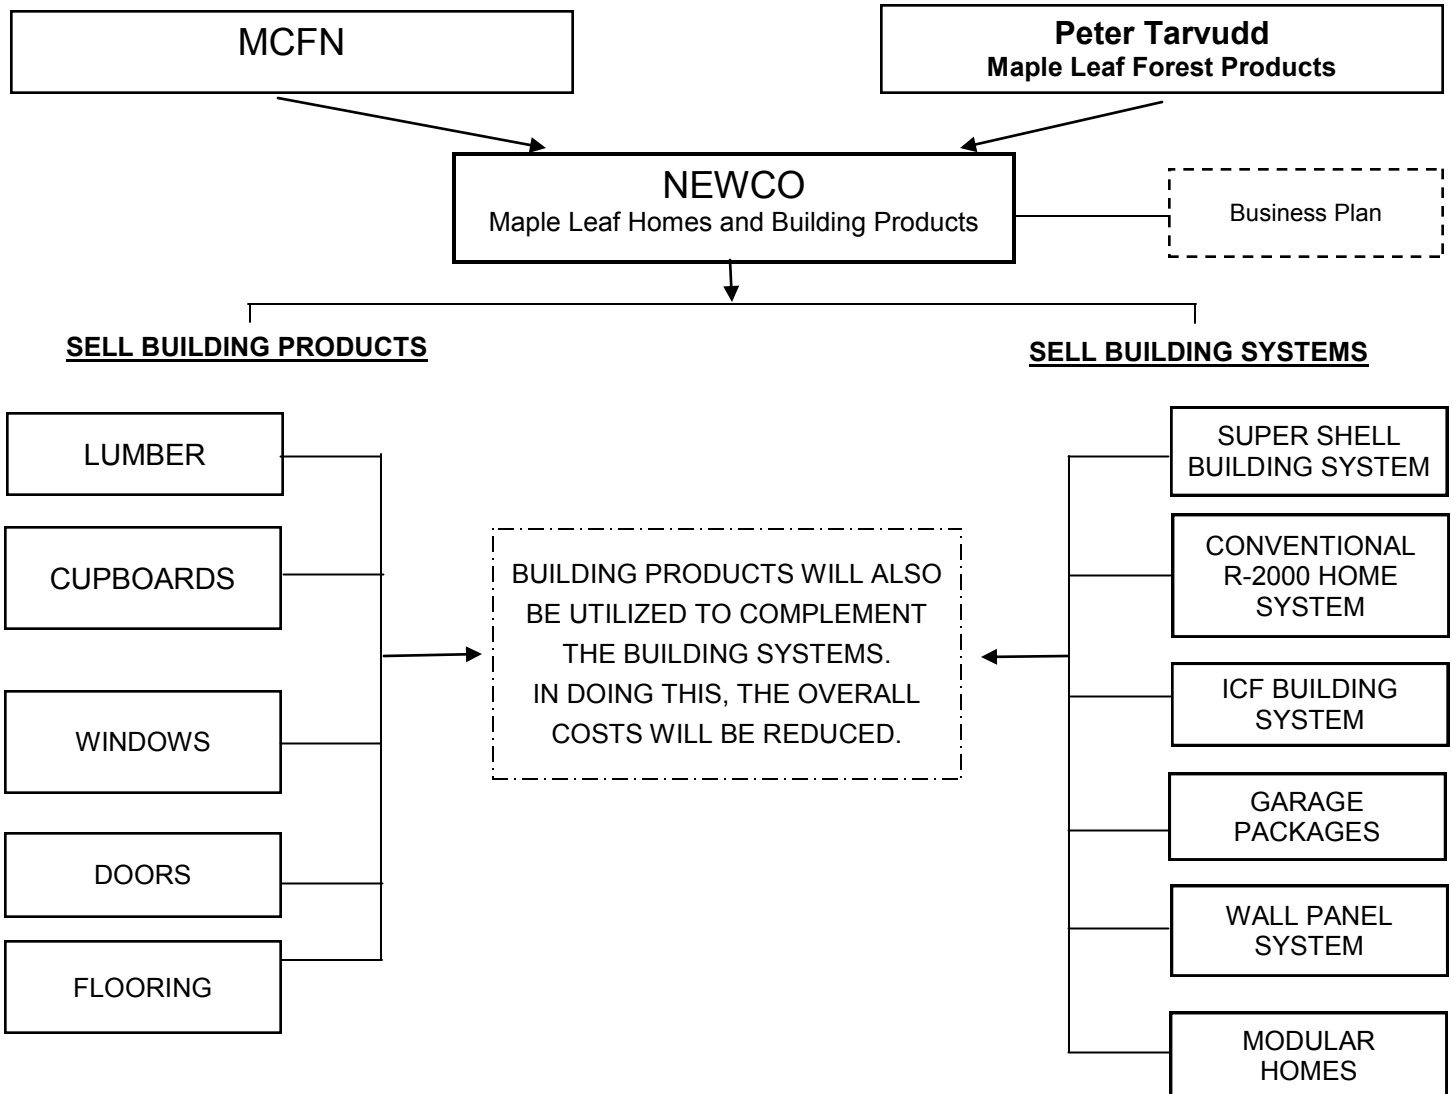 MCFN
Peter Tarvudd
Maple Leaf Forest Products
NEWCO
Maple Leaf Homes and Building Products
Business Plan
SELL BUILDING PRODUCTS
SELL BUILDING SYSTEMS
LUMBER
CUPBOARDS
WINDOWS
DOORS
FLOORING
BUILDING PRODUCTS WILL ALSO
BE UTILIZED TO COMPLEMENT
THE BUILDING SYSTEMS.
IN DOING THIS, THE OVERALL
COSTS WILL BE REDUCED.
SUPER SHELL
BUILDING SYSTEM
CONVENTIONAL
R-2000 HOME
SYSTEM
ICF BUILDING
SYSTEM
GARAGE
PACKAGES
WALL PANEL
SYSTEM
MODULAR
HOMES